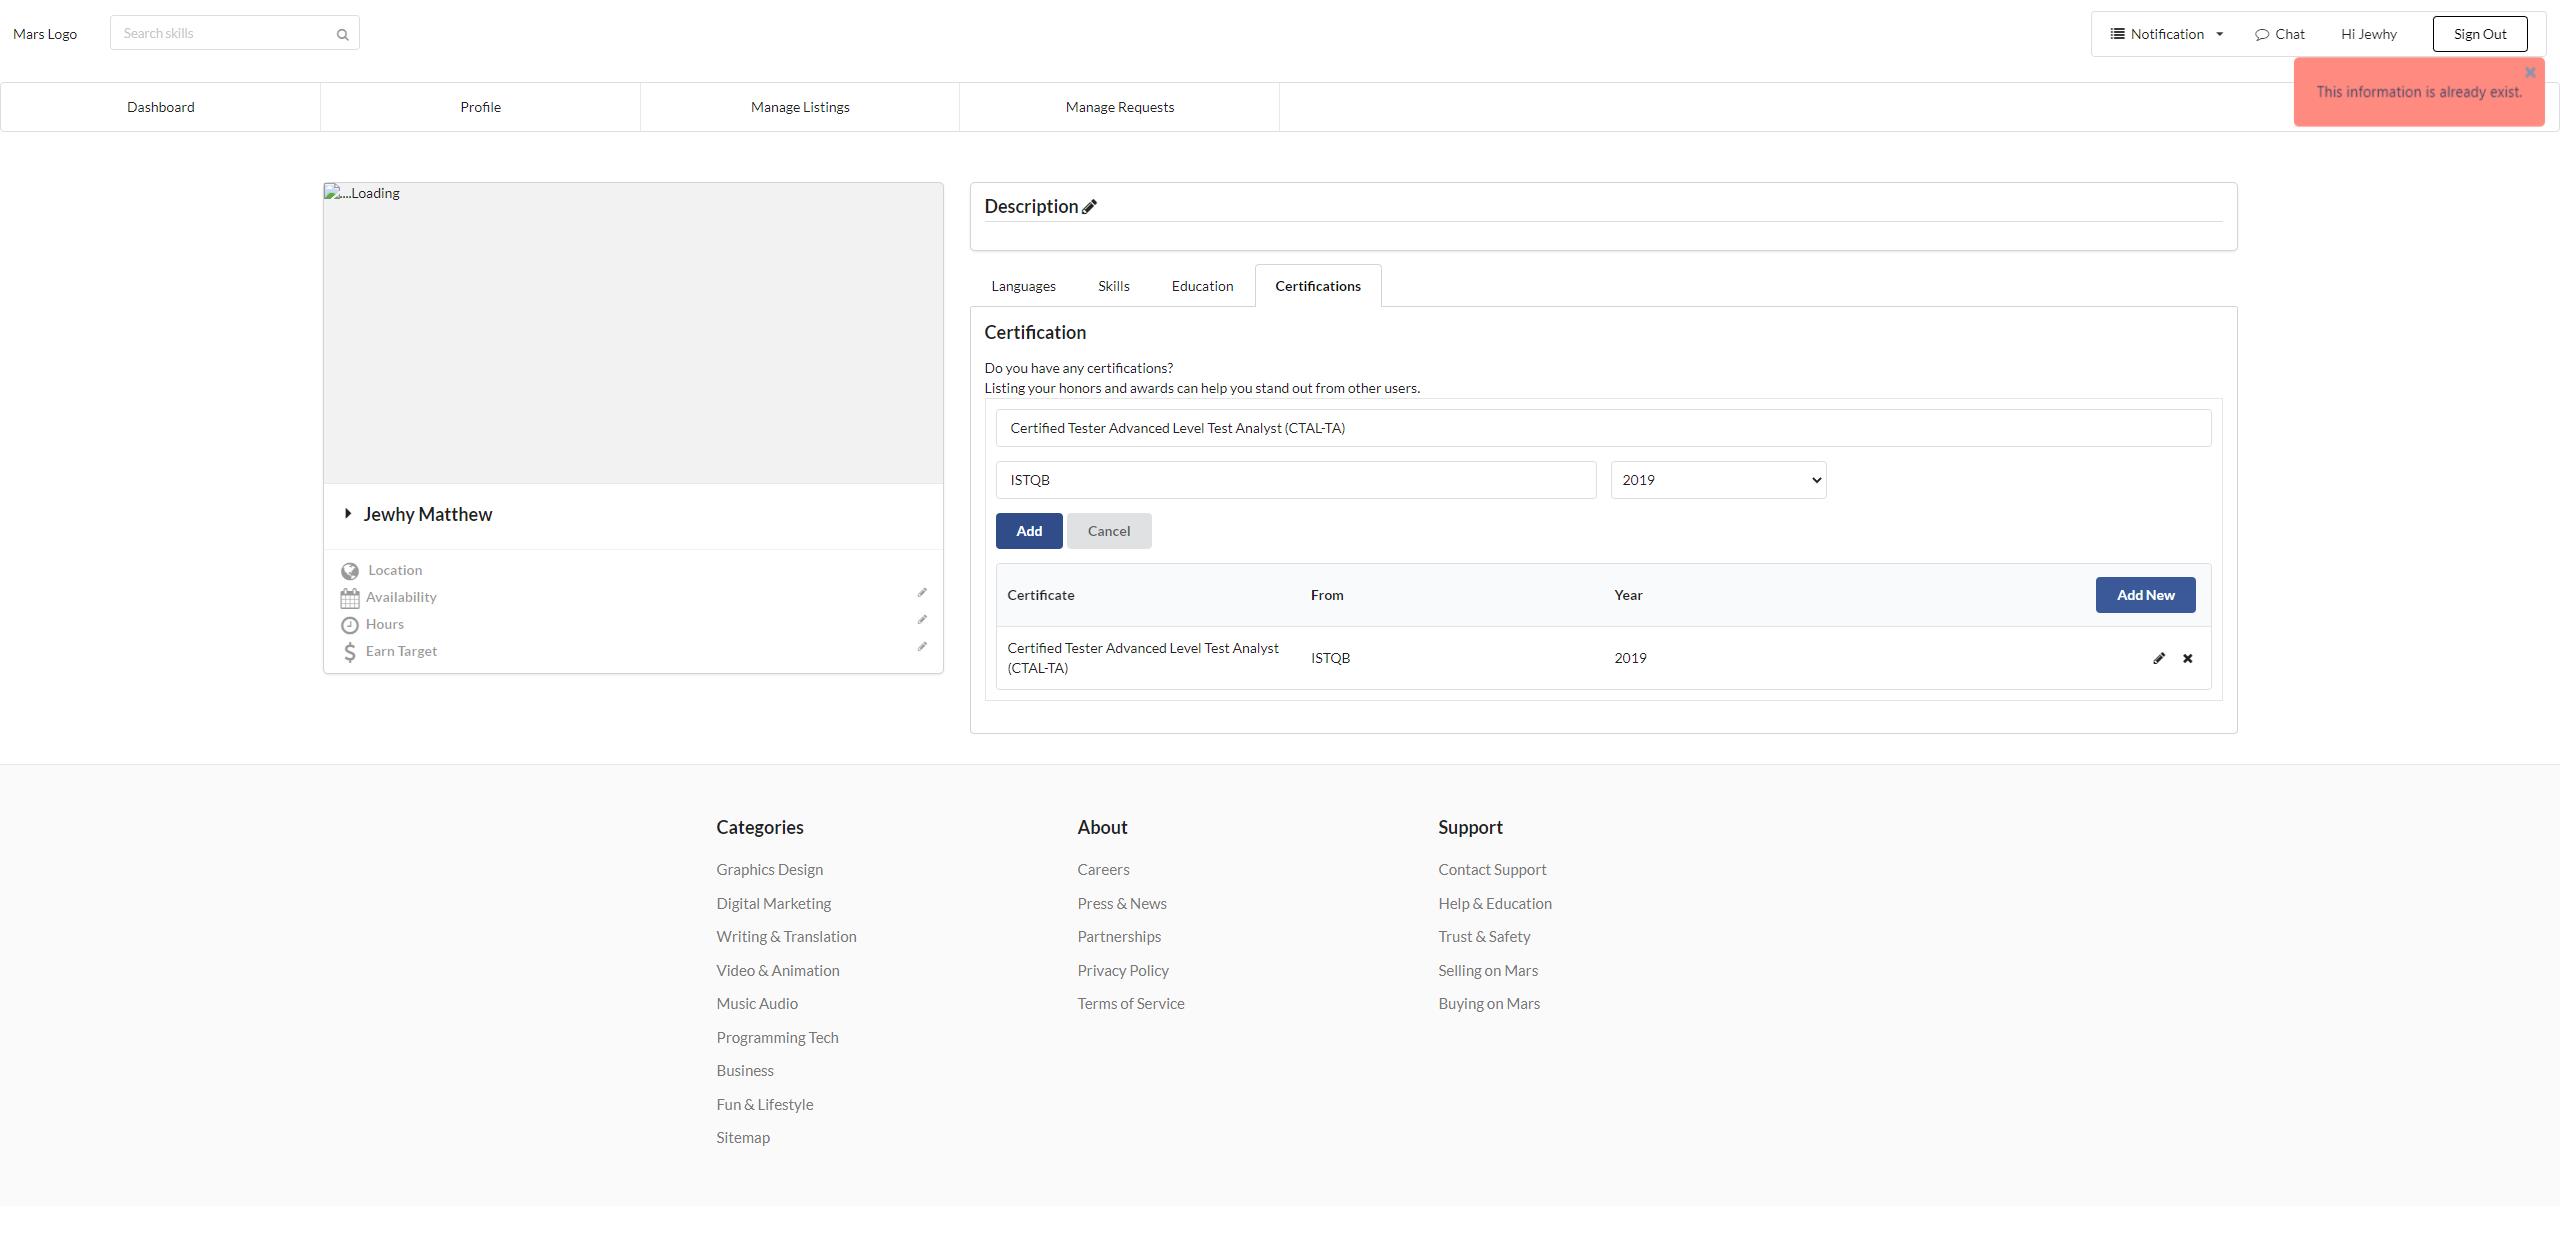 Mars Logo
Search skills
Notification
Chat
Hi Jewhy
Sign Out
This information is already exist.
Dashboard
Profile
Manage Listings
Manage Requests
...Loading
Jewhy Matthew
Location
Availability
Hours
Earn Target
Description
Languages
Skills
Education
Certifications
Certification
Do you have any certifications?
Listing your honors and awards can help you stand out from other users.
Certified Tester Advanced Level Test Analyst (CTAL-TA)
ISTQB
2019
Add
Cancel
Certificate
From
Year
Add New
Certified Tester Advanced Level Test Analyst
(CTAL-TA)
ISTQB
2019
Categories
Graphics Design
Digital Marketing
Writing & Translation
Video & Animation
Music Audio
Programming Tech
Business
Fun & Lifestyle
Sitemap
About
Careers
Press & News
Partnerships
Privacy Policy
Terms of Service
Support
Contact Support
Help & Education
Trust & Safety
Selling on Mars
Buying on Mars